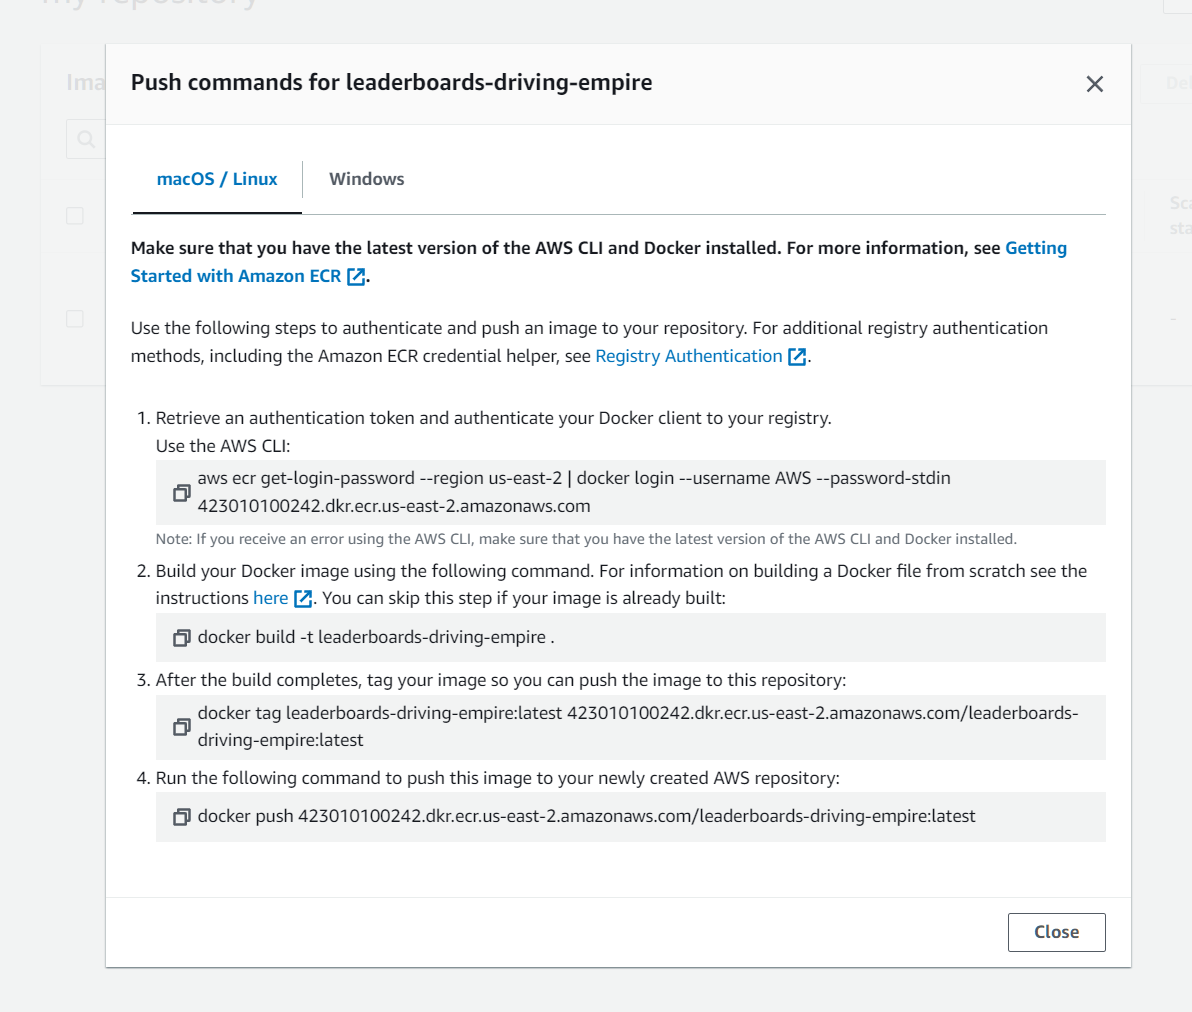 my repository
Ima
Del
Push commands for leaderboards-driving-empire
macOS / Linux
Windows
Sca
sta
Make sure that you have the latest version of the AWS CLI and Docker installed. For more information, see Getting
Started with Amazon ECR .
Use the following steps to authenticate and push an image to your repository. For additional registry authentication
methods, including the Amazon ECR credential helper, see Registry Authentication .
-
1. Retrieve an authentication token and authenticate your Docker client to your registry.
Use the AWS CLI:
aws ecr get-login-password --region us-east-2 | docker login --username AWS --password-stdin
423010100242.dkr.ecr.us-east-2.amazonaws.com
Note: If you receive an error using the AWS CLI, make sure that you have the latest version of the AWS CLI and Docker installed.
2. Build your Docker image using the following command. For information on building a Docker file from scratch see the
instructions here . You can skip this step if your image is already built:
docker build -t leaderboards-driving-empire .
3. After the build completes, tag your image so you can push the image to this repository:
docker tag leaderboards-driving-empire:latest 423010100242.dkr.ecr.us-east-2.amazonaws.com/leaderboards-
driving-empire:latest
4. Run the following command to push this image to your newly created AWS repository:
docker push 423010100242.dkr.ecr.us-east-2.amazonaws.com/leaderboards-driving-empire:latest
Close